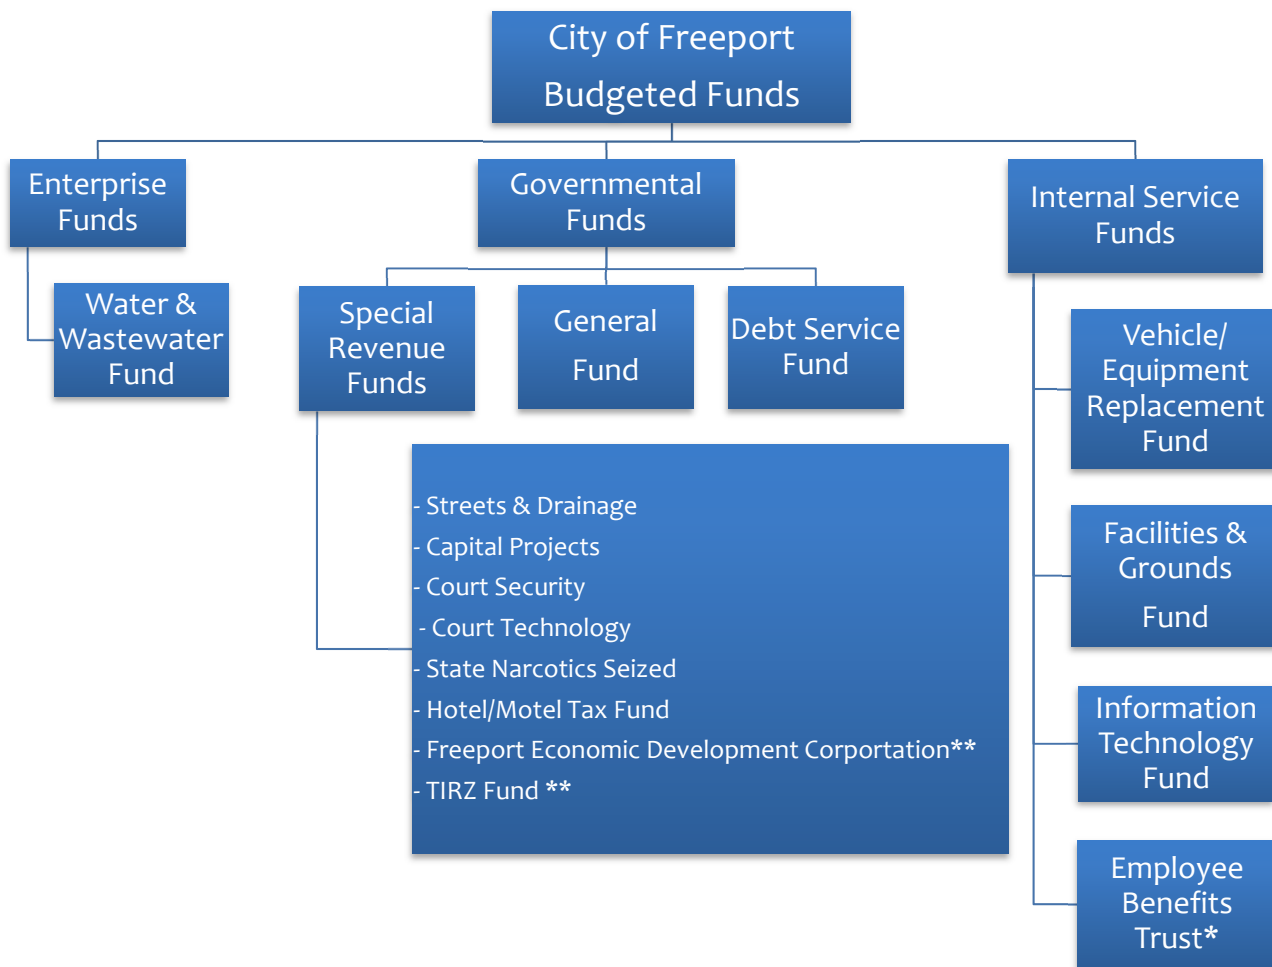 City of Freeport
Budgeted Funds
Enterprise
Funds
Governmental
Funds
Internal Service
Funds
Water &
Wastewater
Fund
Special
Revenue
Funds
General
Fund
Debt Service
Fund
Vehicle/
Equipment
Replacement
Fund
- Streets & Drainage
- Capital Projects
- Court Security
- Court Technology
- State Narcotics Seized
- Hotel/Motel Tax Fund
- Freeport Economic Development Corportation**
- TIRZ Fund **
Facilities &
Grounds
Fund
Information
Technology
Fund
Employee
Benefits
Trust*